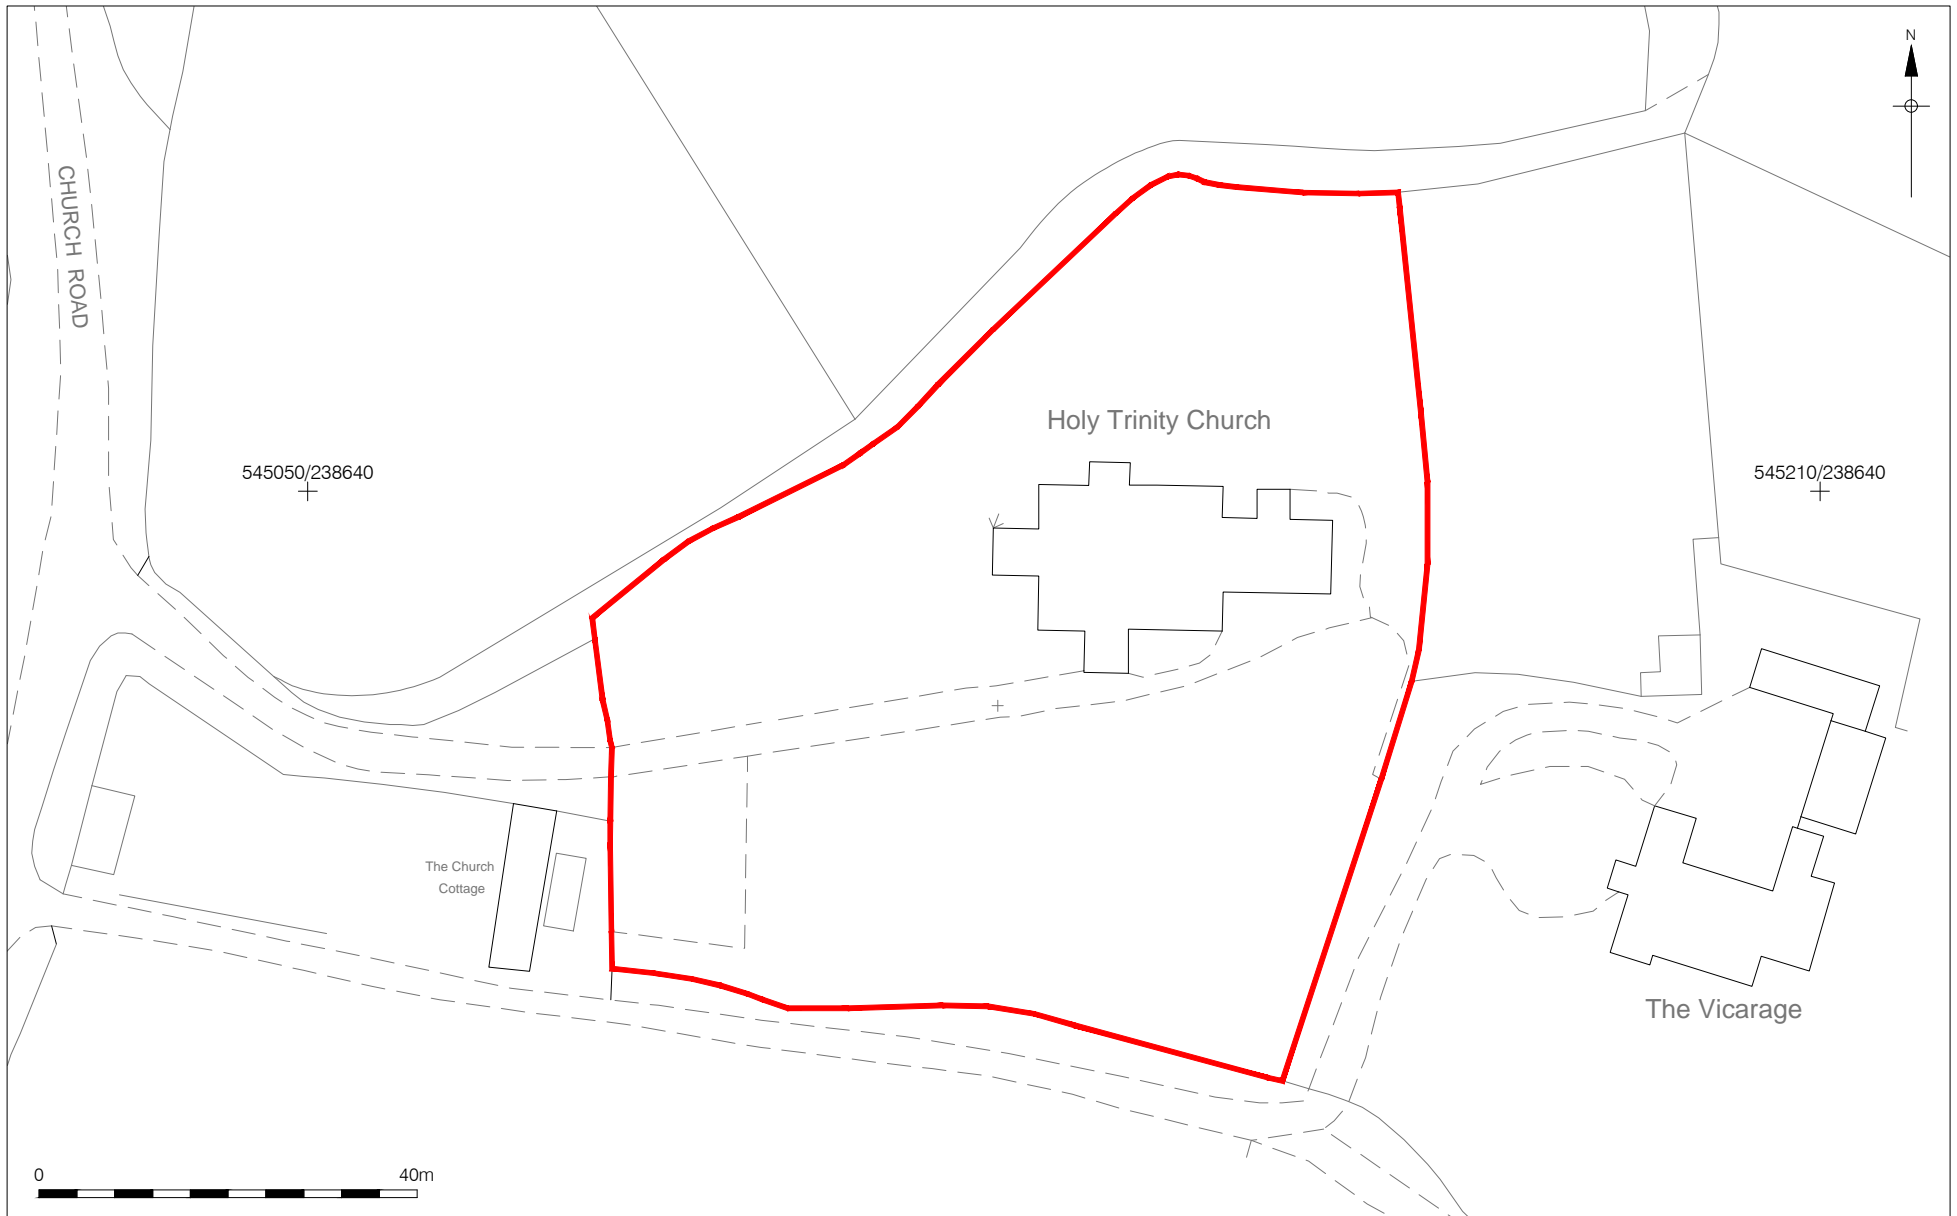 N
CHURCH ROAD
Holy Trinity Church
545050/238640
545210/238640
The Church
Cottage
The Vicarage
0 40m